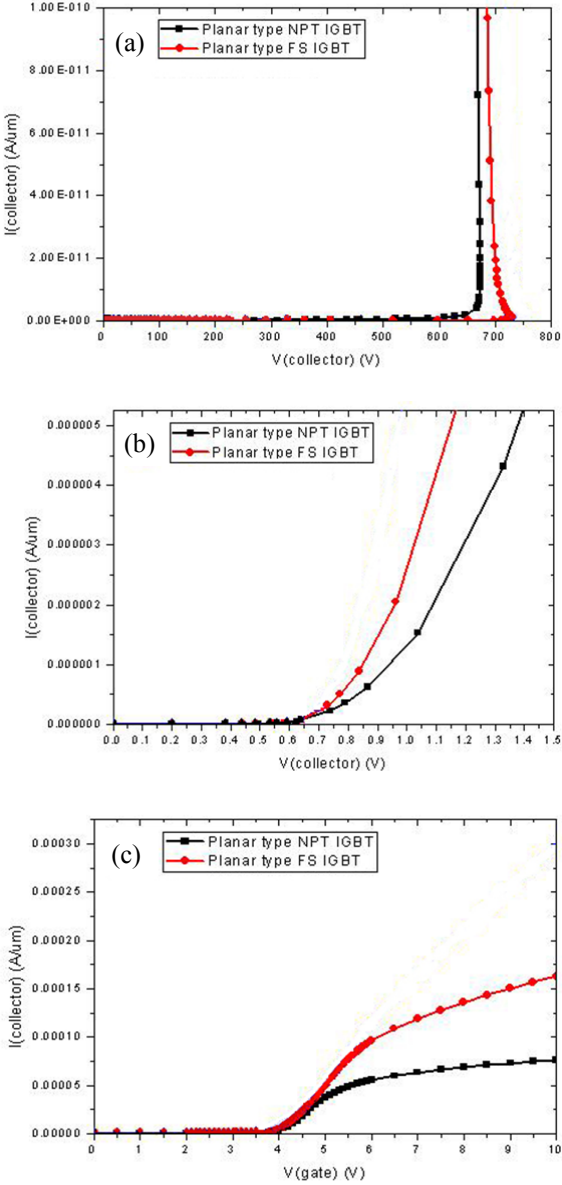 (a)
Planar type NPT IGBT
Planar type FS IGBT
I(collector) (A/um)
1.00E-010
8.00E-011
6.00E-011
4.00E-011
2.00E-011
0.00E+000
0 100 200 300 400 500 600 700 800
V(collector) (V)
(b)
Planar type NPT IGBT
Planar type FS IGBT
I(collector) (A/um)
0.000005
0.000004
0.000003
0.000002
0.000001
0.000000
0.0 0.1 0.2 0.3 0.4 0.5 0.6 0.7 0.8 0.9 1.0 1.1 1.2 1.3 1.4 1.5
V(collector) (V)
(c)
Planar type NPT IGBT
Planar type FS IGBT
I(collector) (A/um)
0.00030
0.00025
0.00020
0.00015
0.00010
0.00005
0.00000
0 1 2 3 4 5 6 7 8 9 10
V(gate) (V)